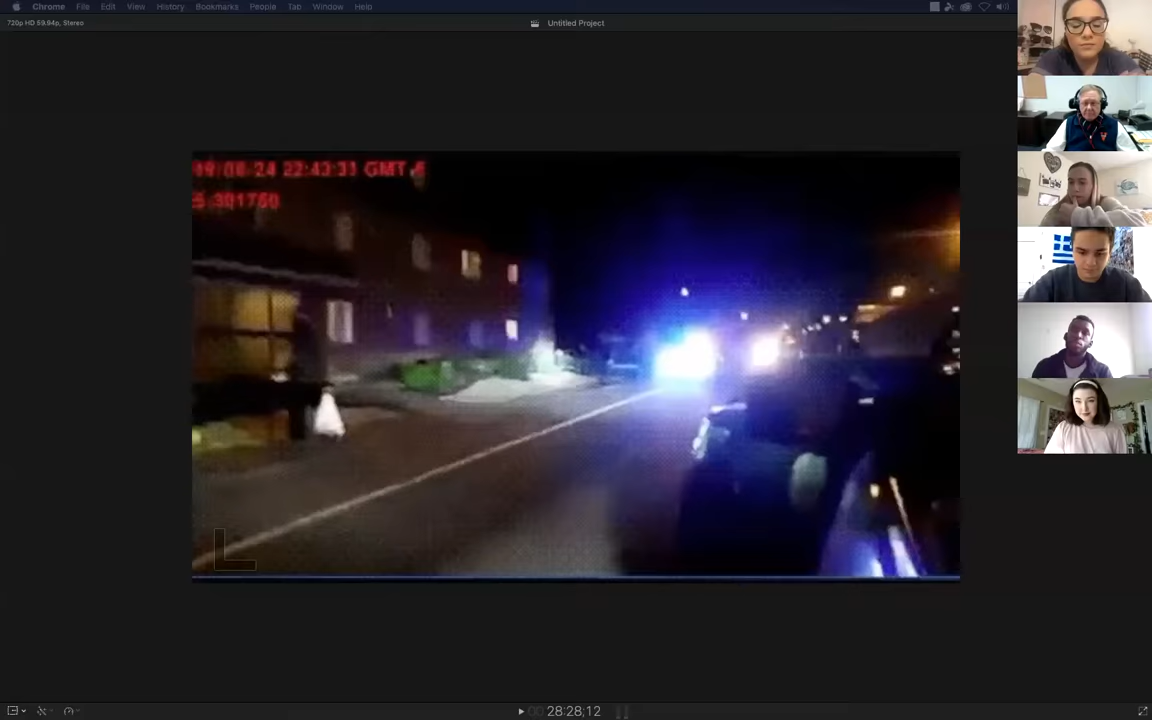 Chrome File Edit View History Bookmarks People Tab Window Help
720p HD 59.94p, Stereo
Untitled Project
22:43:31 GMT
301750
28:28;12